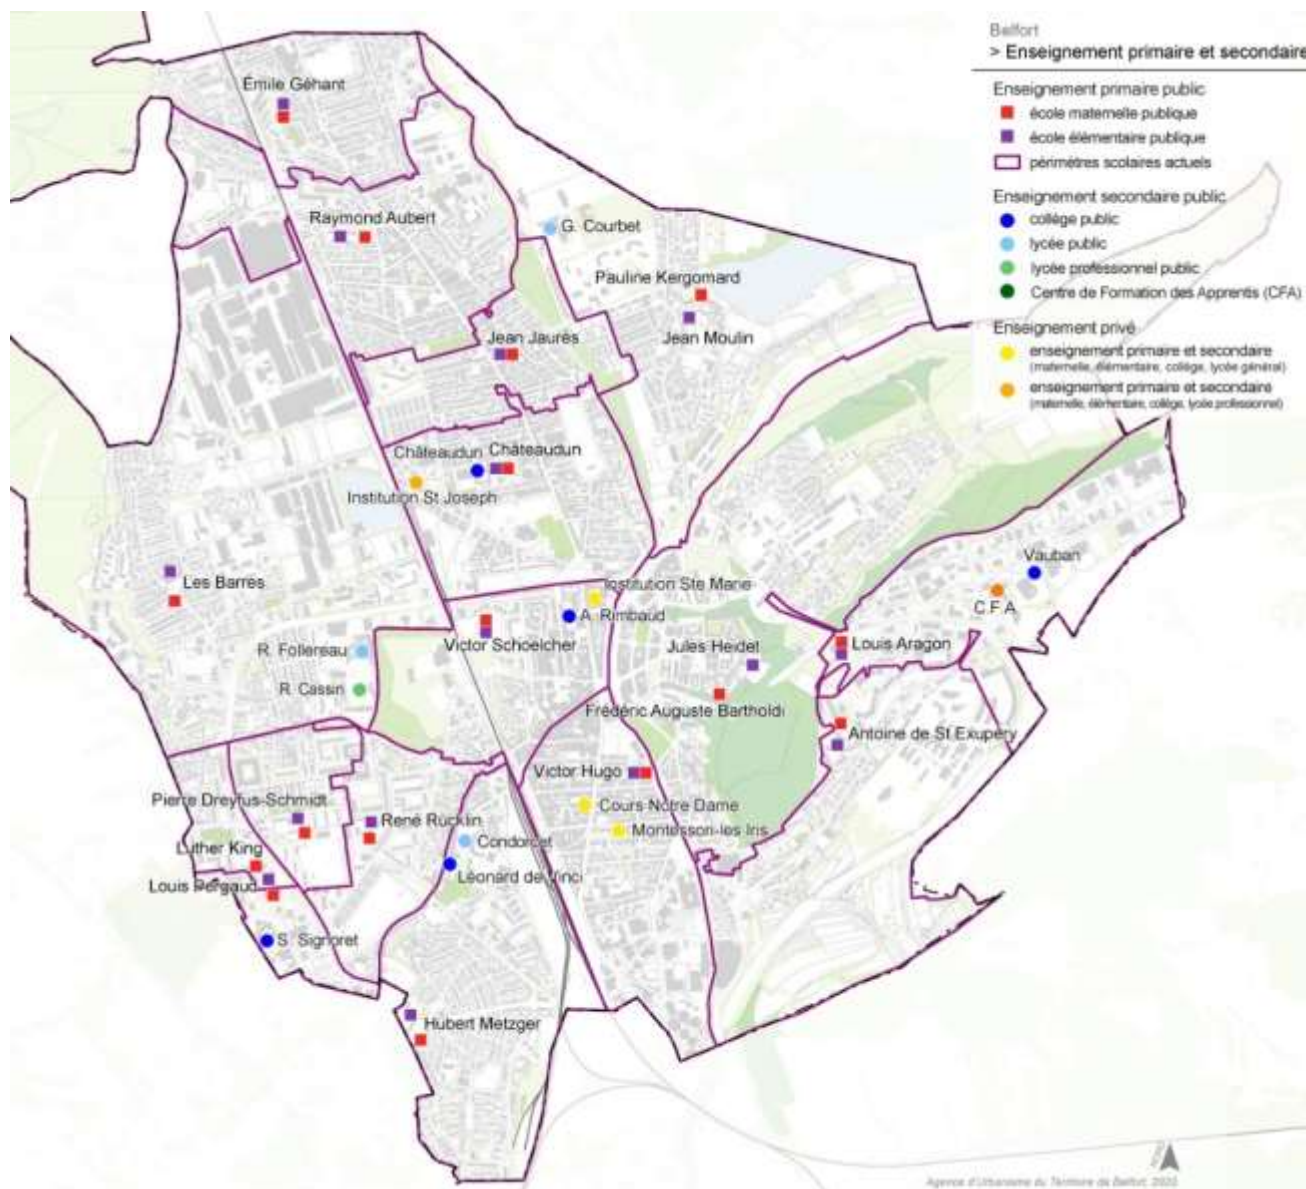 Belfort
> Enseignement primaire et secondaire
Enseignement primaire public
école maternelle publique
école élémentaire publique
périmètres scolaires actuels
Enseignement secondaire public
collège public
lycée public
lycée professionnel public
Centre de Formation des Apprentis (CFA)
Enseignement privé
enseignement primaire et secondaire
(maternelle, élémentaire, collège, lycée général)
enseignement primaire et secondaire
(maternelle, élémentaire, collège, lycée professionnel)
Émile Géhant
Raymond Aubert
G. Courbet
Pauline Kergomard
Jean Moulin
Jean Jaurès
Châteaudun
Châteaudun
Institution St Joseph
Les Barres
Vauban
C F A
Institution Ste Marie
A. Rimbaud
Victor Schoelcher
Jules Heidet
Louis Aragon
R. Follereau
R. Cassin
Frédéric Auguste Bartholdi
Antoine de St Exupéry
Victor Hugo
Pierre Dreyfus-Schmidt
René Rücklin
Cours Notre Dame
Montessori-les Iris
Condorcet
Luther King
Louis Pergaud
Léonard de Vinci
S. Signoret
Hubert Metzger
Agence d'Urbanisme du Territoire de Belfort,